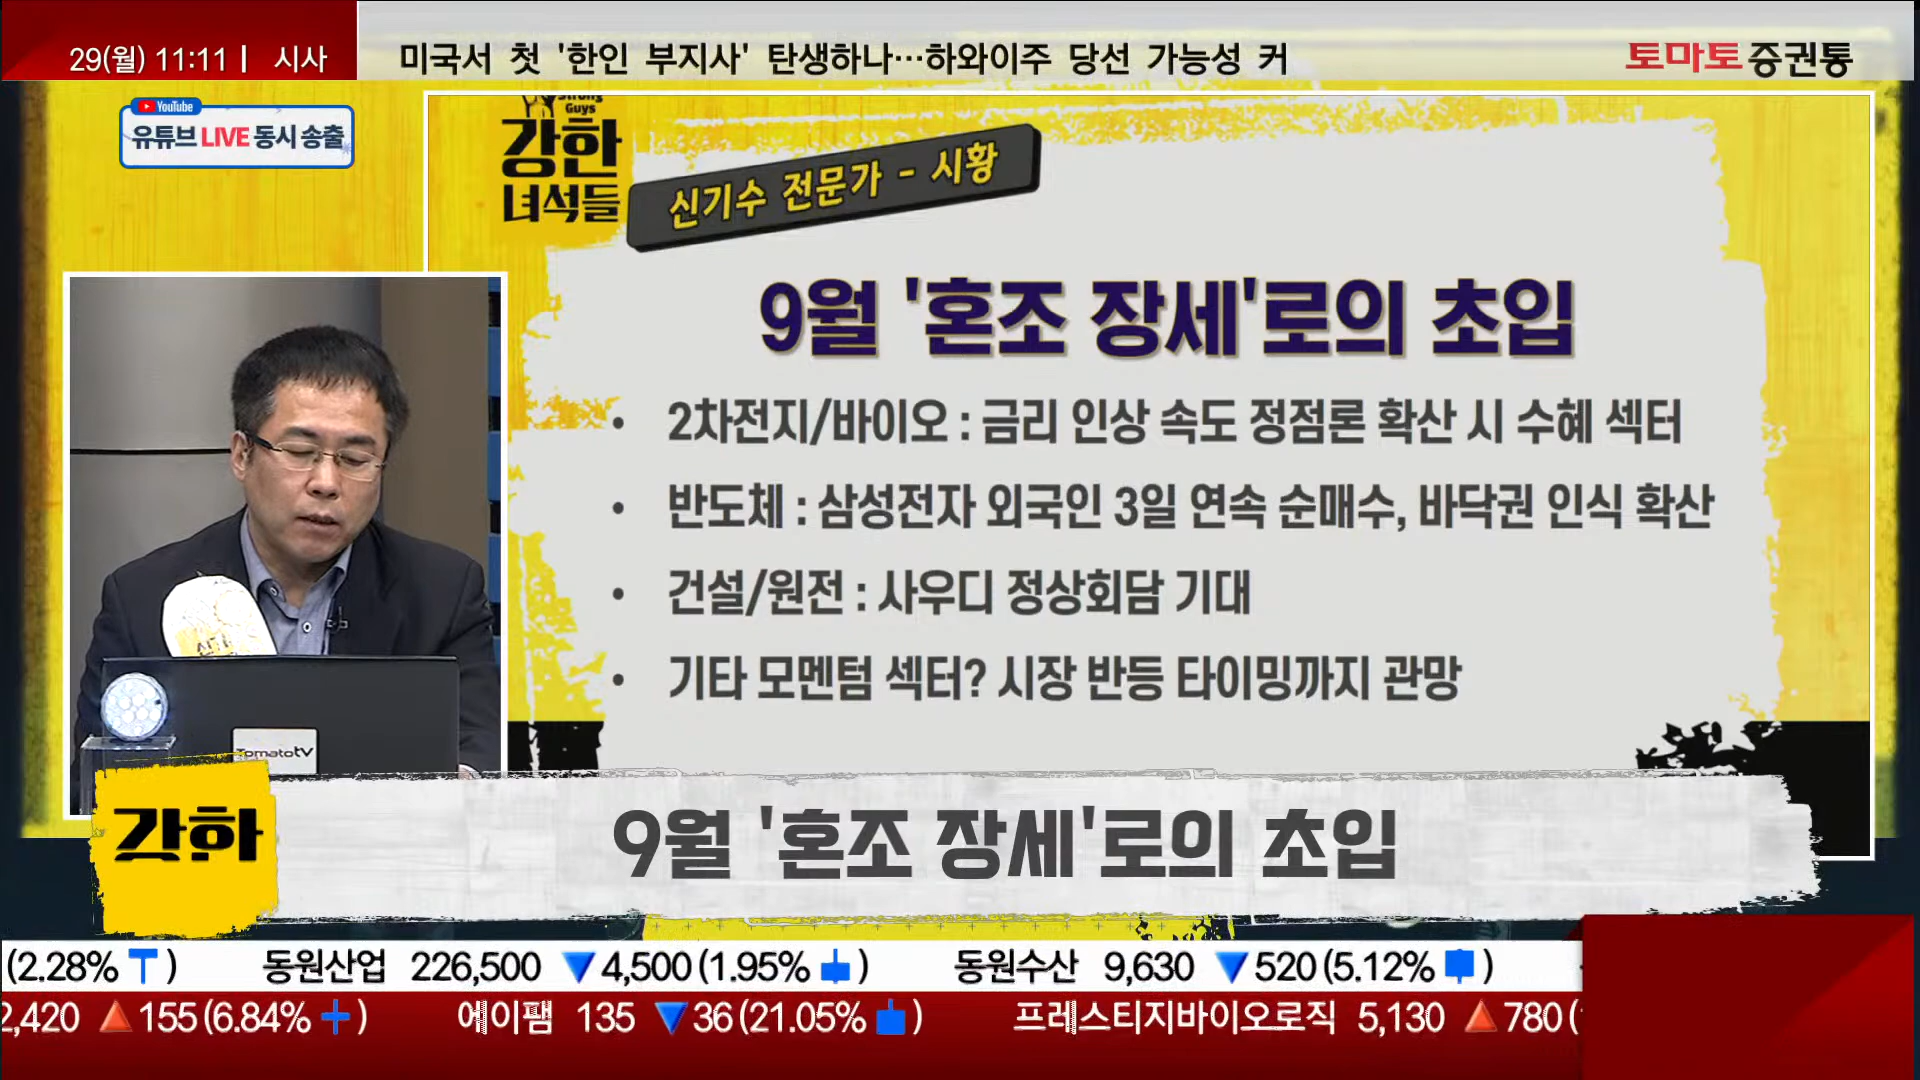 29(월) 11:11 | 시사
미국서 첫 '한인 부지사' 탄생하나…하와이주 당선 가능성 커
토마토증권통
YouTube
유튜브 LIVE 동시 송출
Strong
Guys
강한
녀석들
신기수 전문가 - 시황
9월 '혼조 장세'로의 초입
• 2차전지/바이오 : 금리 인상 속도 정점론 확산 시 수혜 섹터
• 반도체 : 삼성전자 외국인 3일 연속 순매수, 바닥권 인식 확산
• 건설/원전 : 사우디 정상회담 기대
• 기타 모멘텀 섹터? 시장 반등 타이밍까지 관망
TomatoTV
강한
9월 '혼조 장세'로의 초입
(2.28% ) 동원산업 226,500 ▼4,500(1.95% ) 동원수산 9,630 ▼520(5.12% )
2,420 ▲155(6.84% ) 에이팸 135 ▼36(21.05% ) 프레스티지바이오로직 5,130 ▲780(